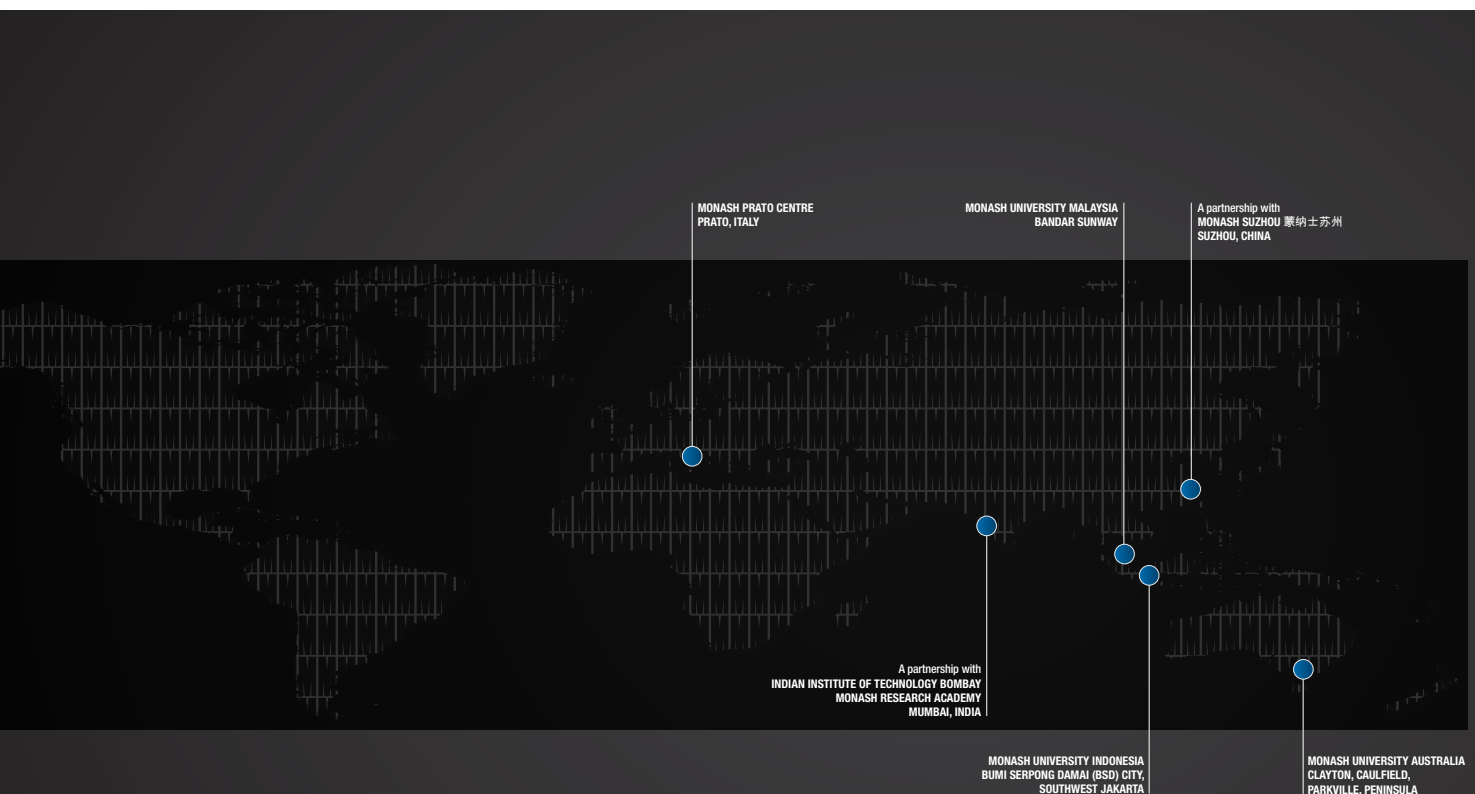 MONASH PRATO CENTRE
PRATO, ITALY
MONASH UNIVERSITY MALAYSIA
BANDAR SUNWAY
A partnership with
MONASH SUZHOU 蒙纳士苏州
SUZHOU, CHINA
A partnership with
INDIAN INSTITUTE OF TECHNOLOGY BOMBAY
MONASH RESEARCH ACADEMY
MUMBAI, INDIA
MONASH UNIVERSITY INDONESIA
BUMI SERPONG DAMAI (BSD) CITY,
SOUTHWEST JAKARTA
MONASH UNIVERSITY AUSTRALIA
CLAYTON, CAULFIELD,
PARKVILLE, PENINSULA